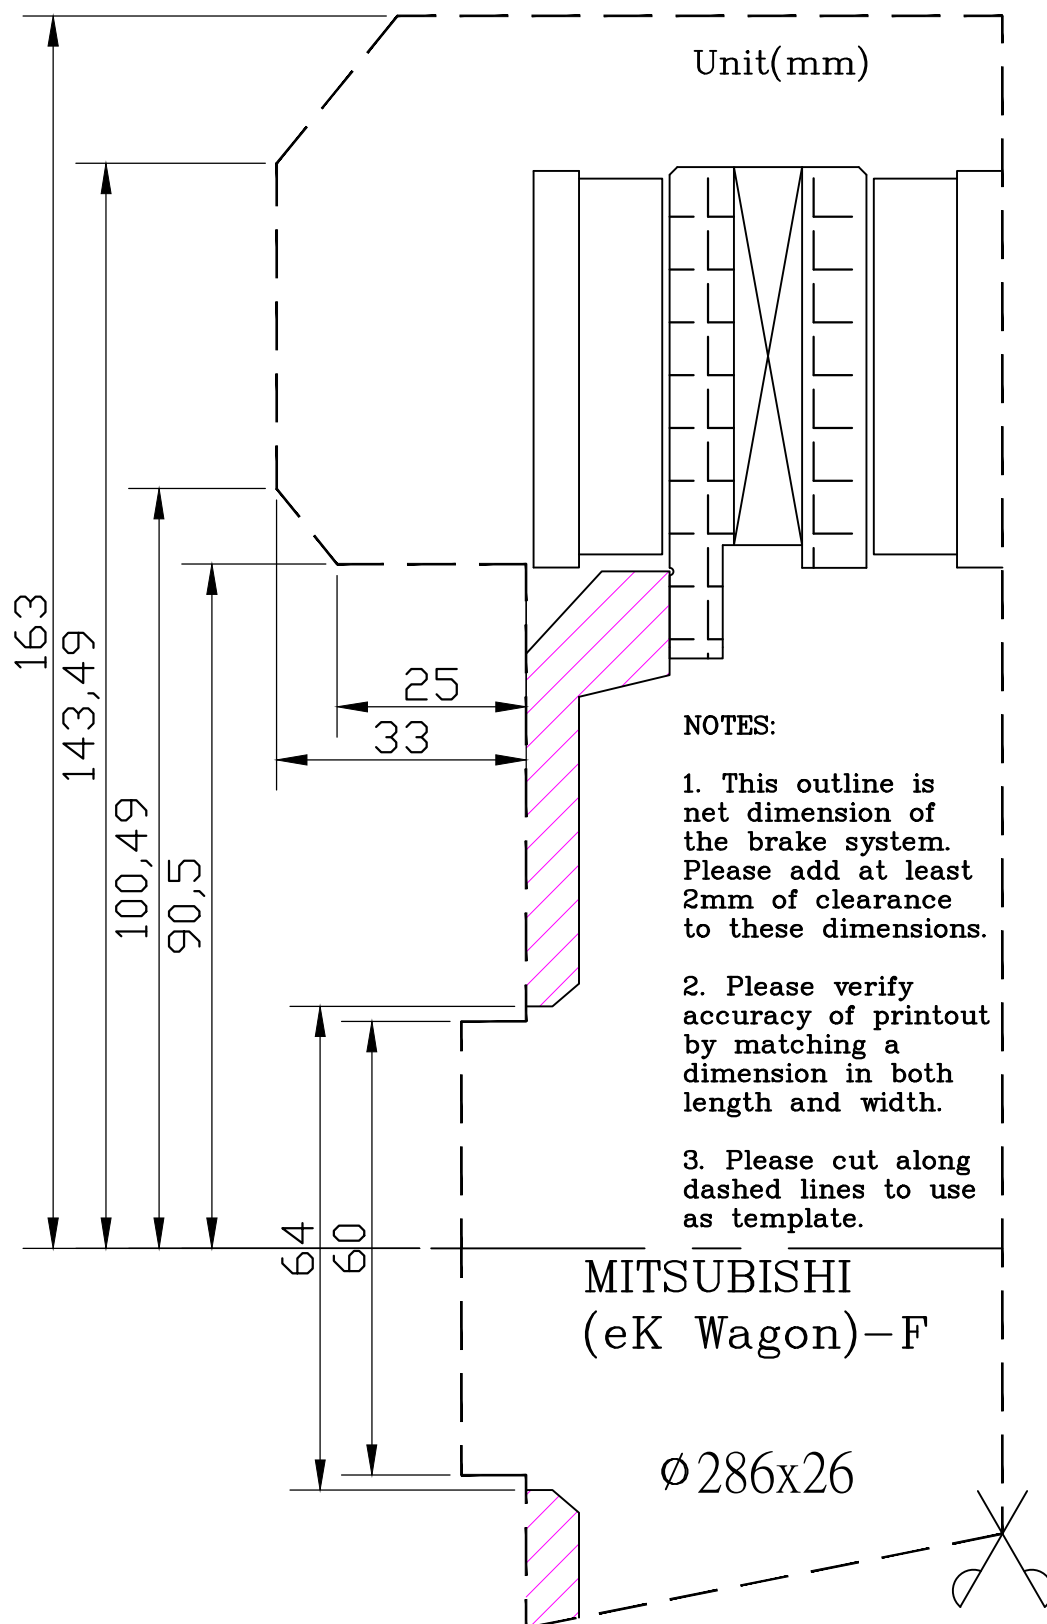 Unit(mm)
163
143,49
100,49
90,5
25
33
NOTES:
1. This outline is
net dimension of
the brake system.
Please add at least
2mm of clearance
to these dimensions.
2. Please verify
accuracy of printout
by matching a
dimension in both
length and width.
3. Please cut along
dashed lines to use
as template.
64
60
MITSUBISHI
(eK Wagon)-F
⌀286x26